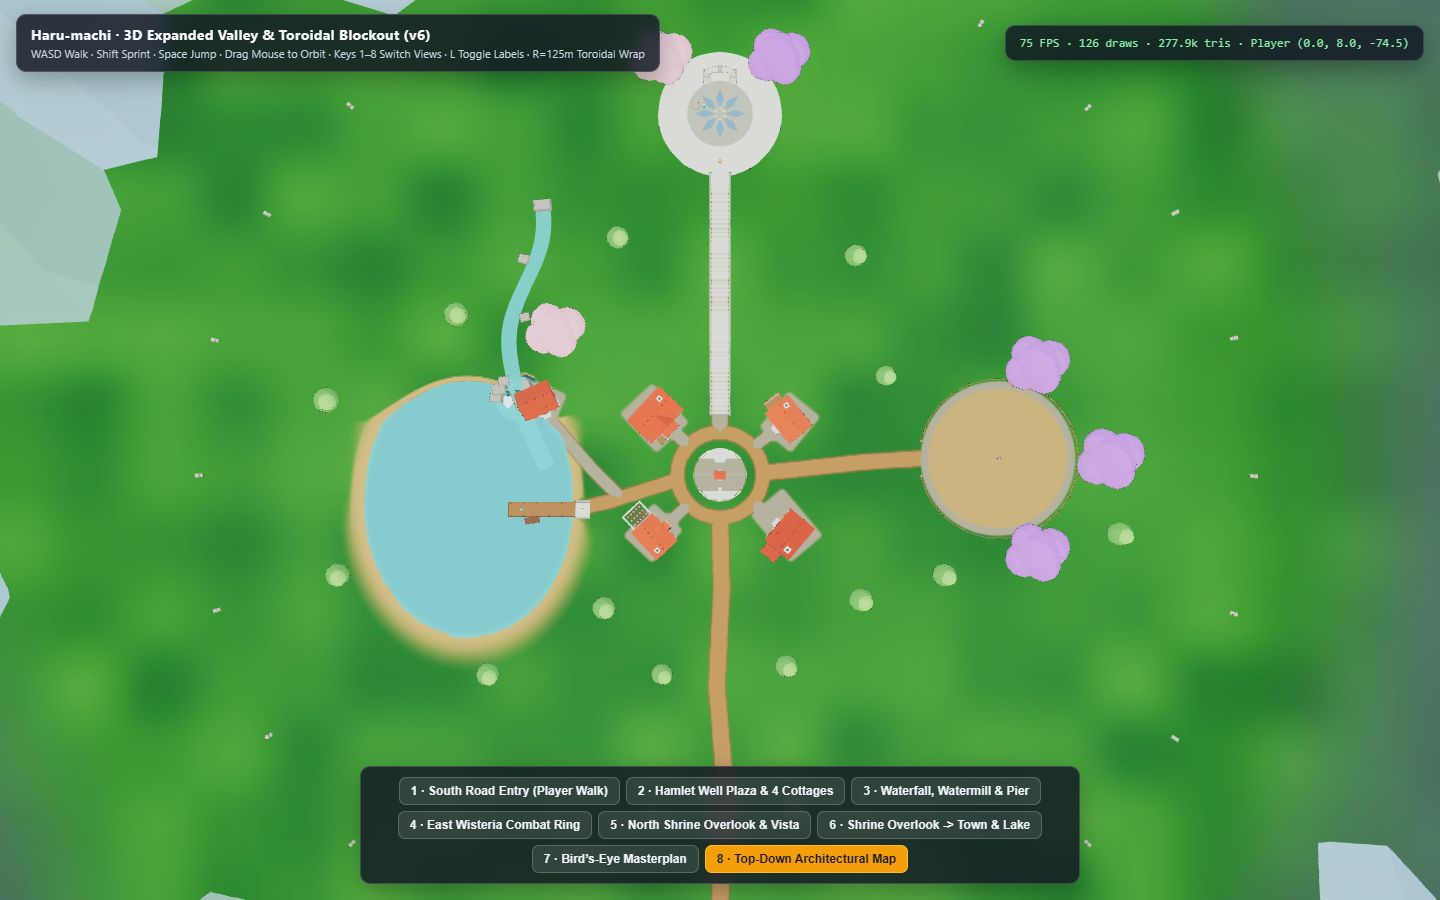 Haru-machi · 3D Expanded Valley & Toroidal Blockout (v6)
WASD Walk · Shift Sprint · Space Jump · Drag Mouse to Orbit · Keys 1–8 Switch Views · L Toggle Labels · R=125m Toroidal Wrap
75 FPS · 126 draws · 277.9k tris · Player (0.0, 8.0, -74.5)
1 · South Road Entry (Player Walk)
2 · Hamlet Well Plaza & 4 Cottages
3 · Waterfall, Watermill & Pier
4 · East Wisteria Combat Ring
5 · North Shrine Overlook & Vista
6 · Shrine Overlook -> Town & Lake
7 · Bird's-Eye Masterplan
8 · Top-Down Architectural Map